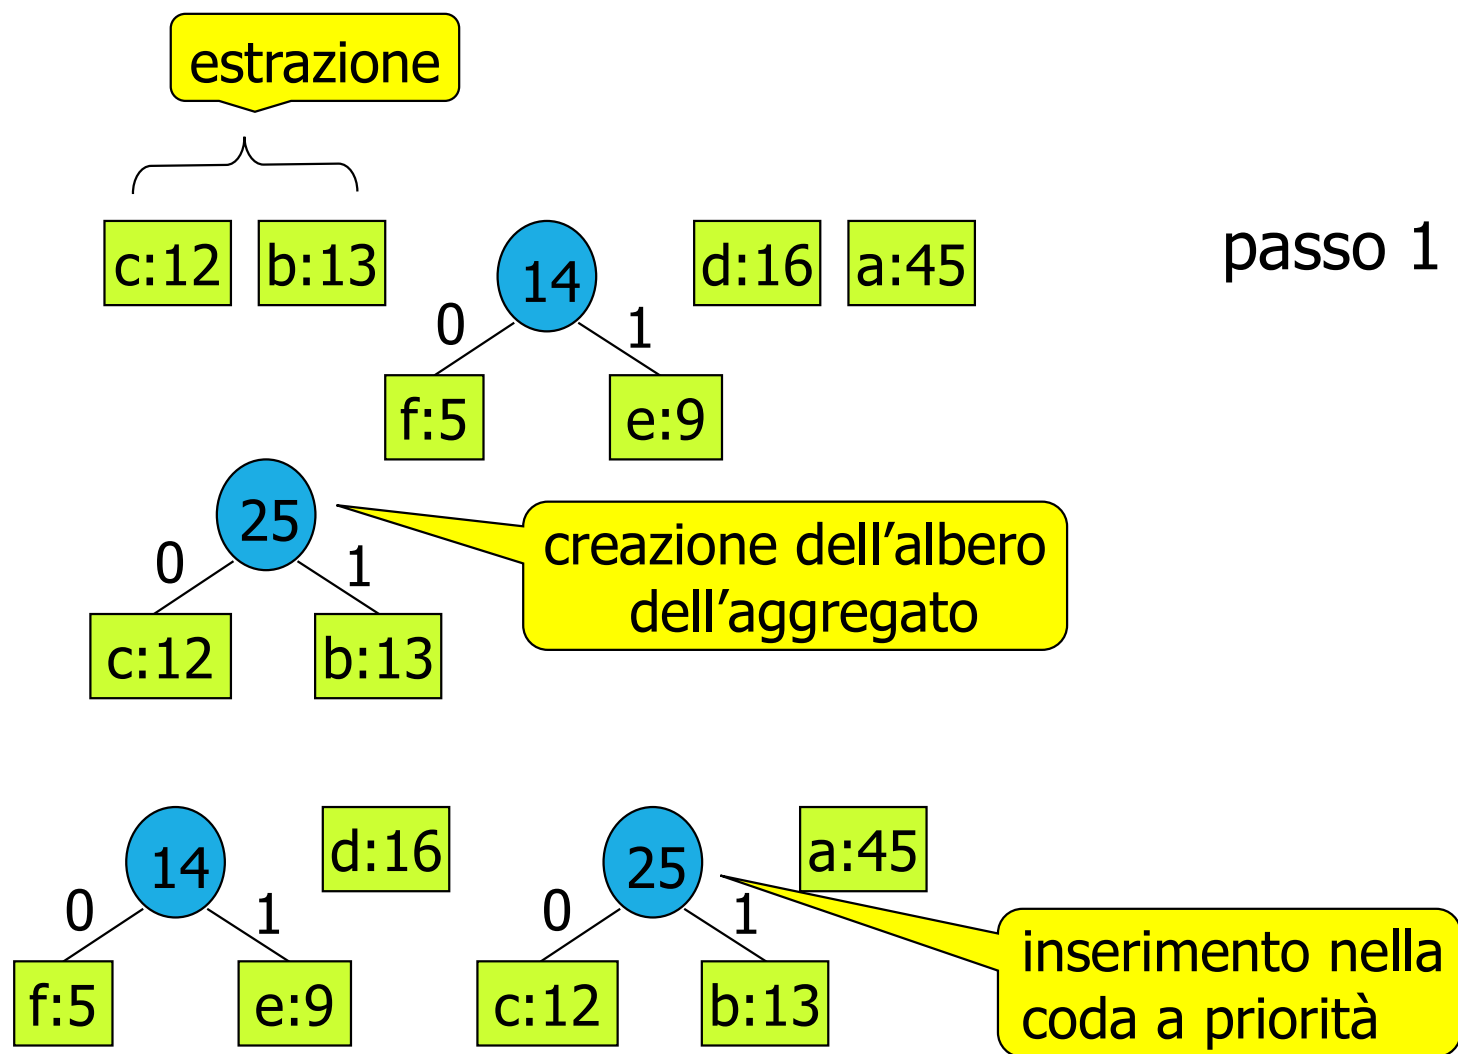 estrazione
c:12 b:13 14 d:16 a:45 passo 1
0 1
f:5 e:9
25
0 1
creazione dell'albero
dell'aggregato
c:12 b:13
14 d:16 25 a:45
0 1 0 1
f:5 e:9 c:12 b:13
inserimento nella
coda a priorità